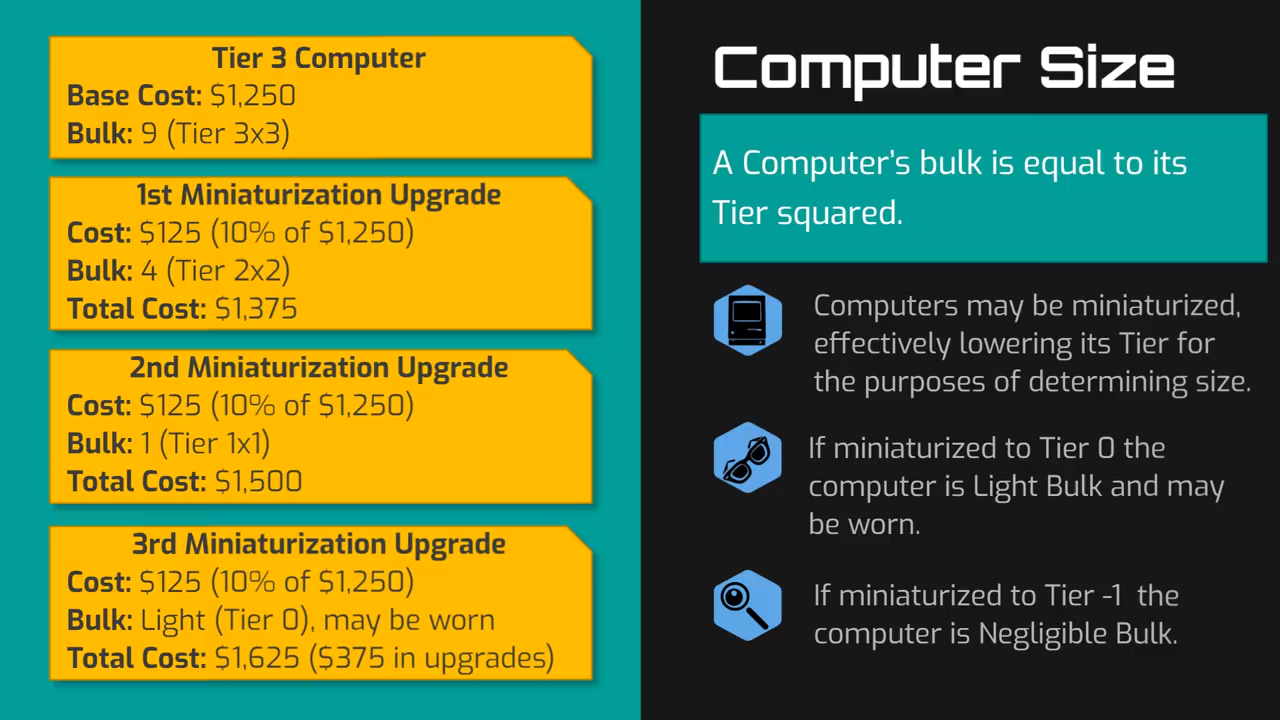 Tier 3 Computer
Base Cost: $1,250
Bulk: 9 (Tier 3x3)
1st Miniaturization Upgrade
Cost: $125 (10% of $1,250)
Bulk: 4 (Tier 2x2)
Total Cost: $1,375
2nd Miniaturization Upgrade
Cost: $125 (10% of $1,250)
Bulk: 1 (Tier 1x1)
Total Cost: $1,500
3rd Miniaturization Upgrade
Cost: $125 (10% of $1,250)
Bulk: Light (Tier 0), may be worn
Total Cost: $1,625 ($375 in upgrades)
Computer Size
A Computer's bulk is equal to its
Tier squared.
Computers may be miniaturized,
effectively lowering its Tier for
the purposes of determining size.
If miniaturized to Tier 0 the
computer is Light Bulk and may
be worn.
If miniaturized to Tier -1 the
computer is Negligible Bulk.